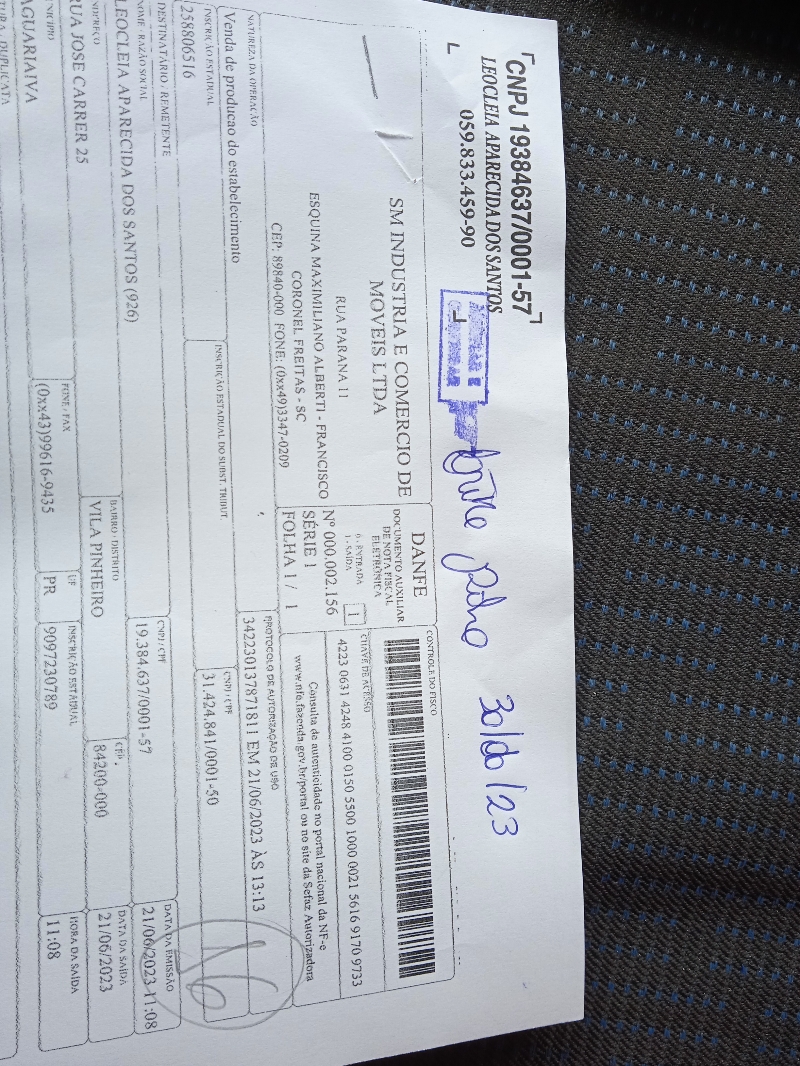 CNPJ 19384637/0001-57
LEOCLEIA APARECIDA DOS SANTOS
059.833.459-90
30/06/23
SM INDUSTRIA E COMERCIO DE
MOVEIS LTDA
RUA PARANA 11
ESQUINA MAXIMILIANO ALBERTI - FRANCISCO
CORONEL FREITAS - SC
CEP: 89840-000 FONE: (0xx49)3347-0209
DANFE
DOCUMENTO AUXILIAR
DE NOTA FISCAL
ELETRÔNICA
0 - ENTRADA
1 - SAÍDA
1
Nº 000.002.156
SÉRIE 1
FOLHA 1 / 1
CONTROLE DO FISCO
CHAVE DE ACESSO
4223 0631 4248 4100 0150 5500 1000 0021 5616 9170 9733
Consulta de autenticidade no portal nacional da NF-e
www.nfe.fazenda.gov.br/portal ou no site da Sefaz Autorizadora
NATUREZA DA OPERAÇÃO
Venda de producao do estabelecimento
PROTOCOLO DE AUTORIZAÇÃO DE USO
342230137871811 EM 21/06/2023 ÀS 13:13
INSCRIÇÃO ESTADUAL
258806516
INSCRIÇÃO ESTADUAL DO SUBST. TRIBUT.
CNPJ / CPF
31.424.841/0001-50
DESTINATÁRIO / REMETENTE
NOME / RAZÃO SOCIAL
LEOCLEIA APARECIDA DOS SANTOS (926)
CNPJ / CPF
19.384.637/0001-57
DATA DA EMISSÃO
21/06/2023 11:08
ENDEREÇO
RUA JOSE CARRER 25
BAIRRO / DISTRITO
VILA PINHEIRO
CEP
84200-000
DATA DA SAÍDA
21/06/2023
MUNICÍPIO
AGUARIAIVA
FONE / FAX
(0xx43)99616-9435
UF
PR
INSCRIÇÃO ESTADUAL
9097230789
HORA DA SAÍDA
11:08
TURA / DUPLICATA